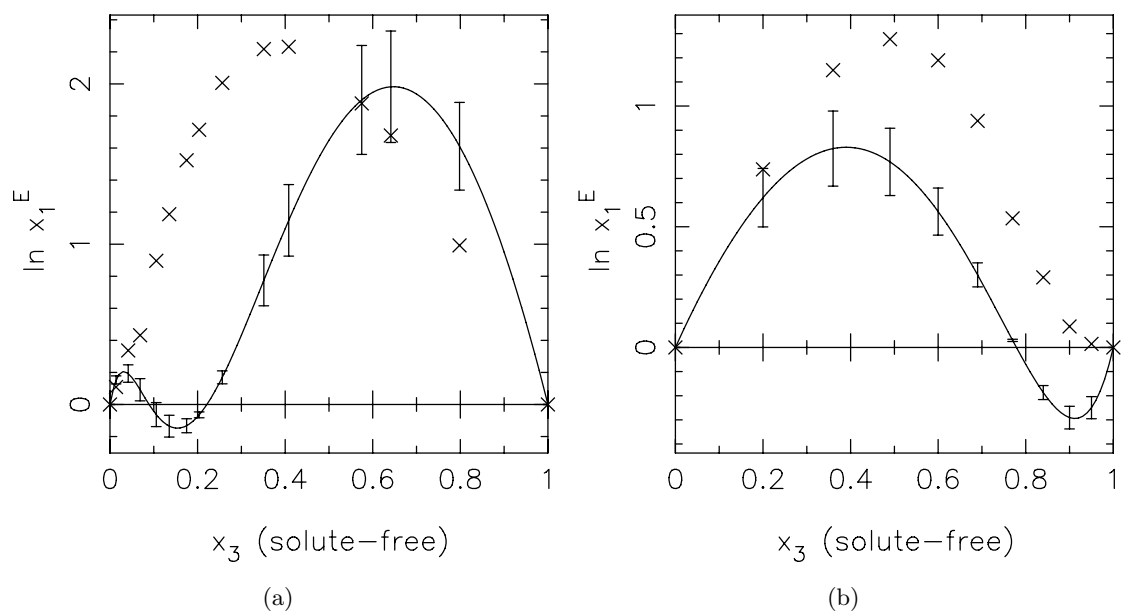 2
1
0
ln x₁ᴱ
0 0.2 0.4 0.6 0.8 1
x₃ (solute−free)
(a)
1
0.5
0
ln x₁ᴱ
0 0.2 0.4 0.6 0.8 1
x₃ (solute−free)
(b)